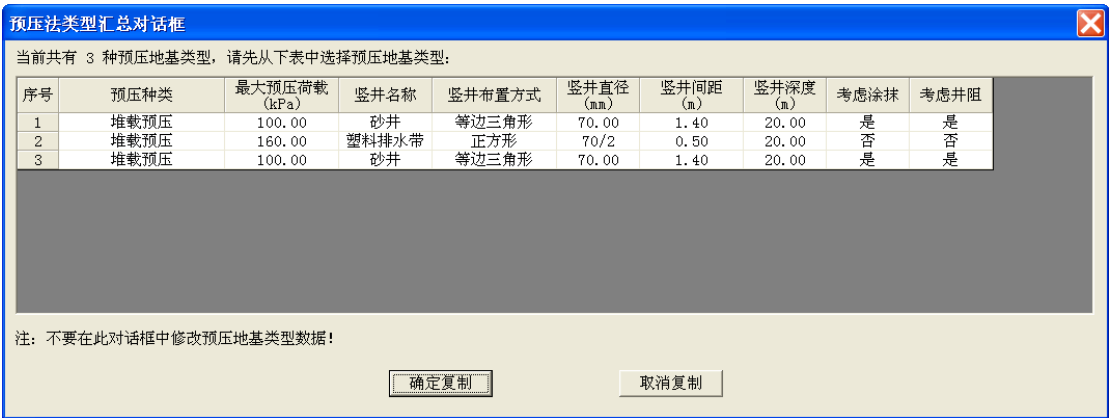 预压法类型汇总对话框
当前共有 3 种预压地基类型，请先从下表中选择预压地基类型：
序号 预压种类 最大预压荷载(kPa) 竖井名称 竖井布置方式 竖井直径(mm) 竖井间距(m) 竖井深度(m) 考虑涂抹 考虑井阻
1 堆载预压 100.00 砂井 等边三角形 70.00 1.40 20.00 是 是
2 堆载预压 160.00 塑料排水带 正方形 70/2 0.50 20.00 否 否
3 堆载预压 100.00 砂井 等边三角形 70.00 1.40 20.00 是 是
注：不要在此对话框中修改预压地基类型数据！
确定复制 取消复制